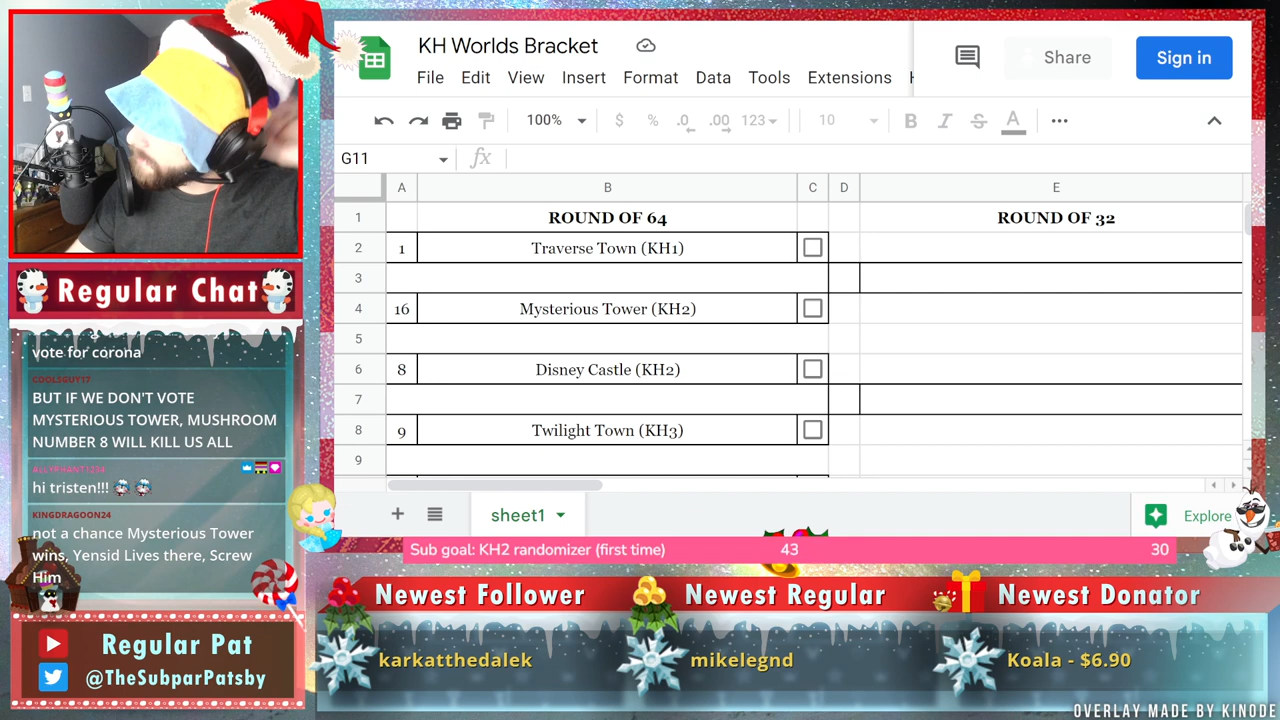 KH Worlds Bracket
File Edit View Insert Format Data Tools Extensions
Share
Sign in
100% $ % .0 .00 123 10 B I S A
G11 fx
A B C D E
1 ROUND OF 64 ROUND OF 32
2 1 Traverse Town (KH1)
3
4 16 Mysterious Tower (KH2)
5
6 8 Disney Castle (KH2)
7
8 9 Twilight Town (KH3)
9
sheet1
Explore
Regular Chat
vote for corona
COOLSGUY17
BUT IF WE DON'T VOTE
MYSTERIOUS TOWER, MUSHROOM
NUMBER 8 WILL KILL US ALL
hi tristen!!!
KINGDRAGOON24
not a chance Mysterious Tower
wins, Yensid Lives there, Screw
Him
Regular Pat
@TheSubparPatsby
Sub goal: KH2 randomizer (first time) 43 30
Newest Follower
karkatthedalek
Newest Regular
mikelegnd
Newest Donator
Koala - $6.90
OVERLAY MADE BY KINODE